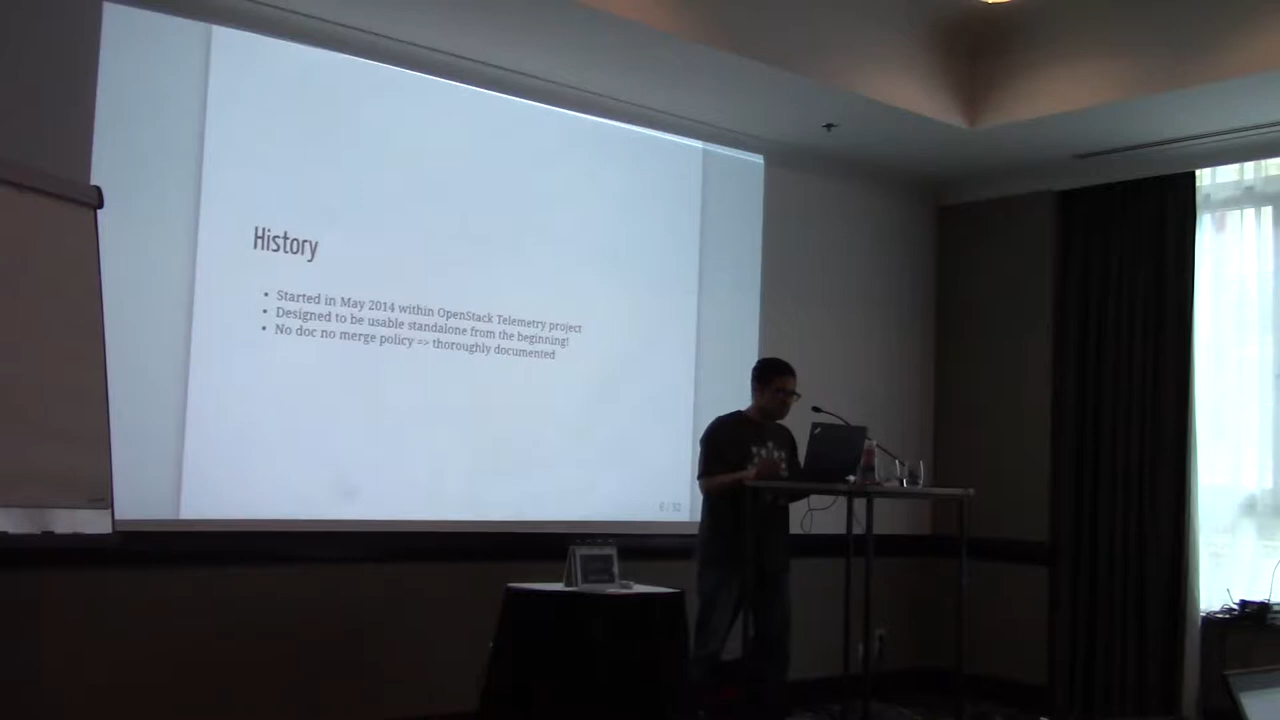 History
• Started in May 2014 within OpenStack Telemetry project
• Designed to be usable standalone from the beginning!
• No doc no merge policy => thoroughly documented